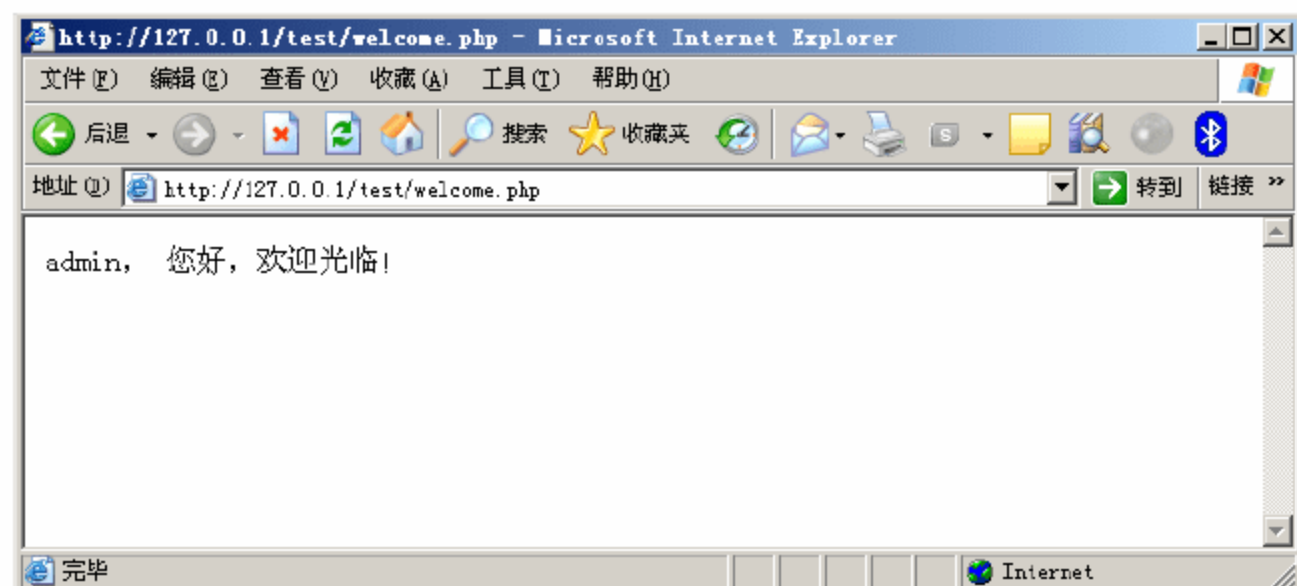 http://127.0.0.1/test/welcome.php - Microsoft Internet Explorer
文件(F) 编辑(E) 查看(V) 收藏(A) 工具(T) 帮助(H)
后退 搜索 收藏夹 S
地址(D) http://127.0.0.1/test/welcome.php 转到 链接 »
admin, 您好,欢迎光临!
完毕 Internet